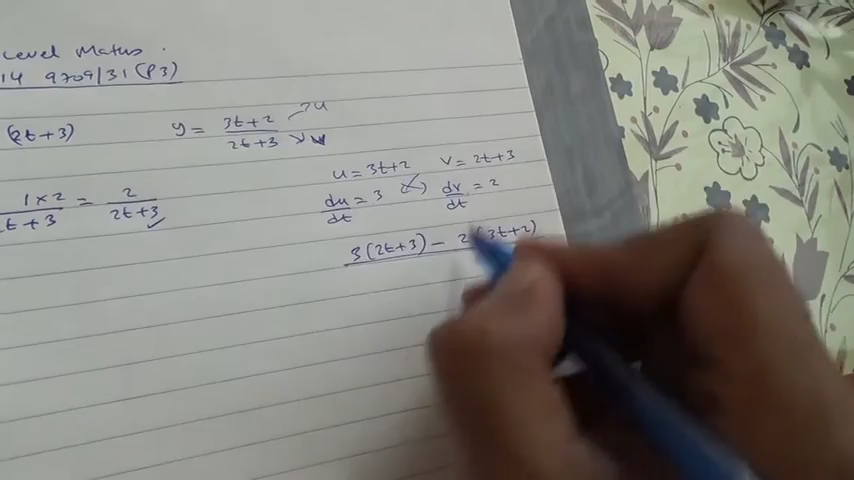 Level Maths.
14 9709/31 (P3)
(2t+3) y = (3t+2)/(2t+3) → u → v
u = 3t+2 v = 2t+3
(1×2)/(t+3) = 2/(2t+3) ✓ du/dt = 3 dv/dt = 2
3(2t+3) − 2(3t+2)